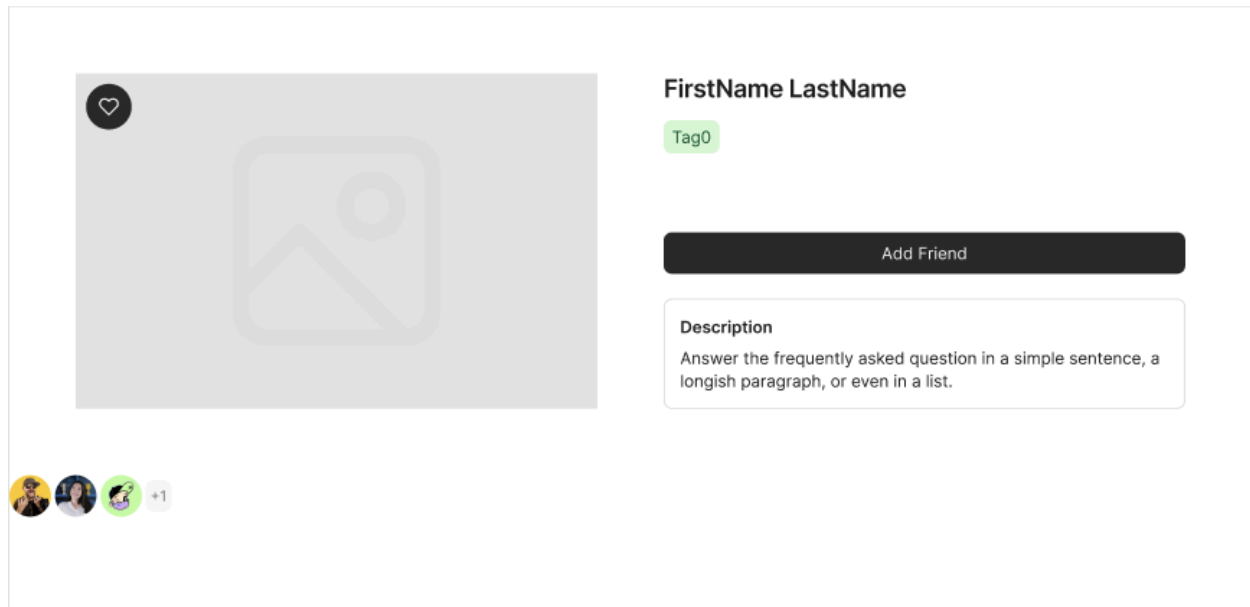 FirstName LastName
Tag0
Add Friend
Description
Answer the frequently asked question in a simple sentence, a
longish paragraph, or even in a list.
+1